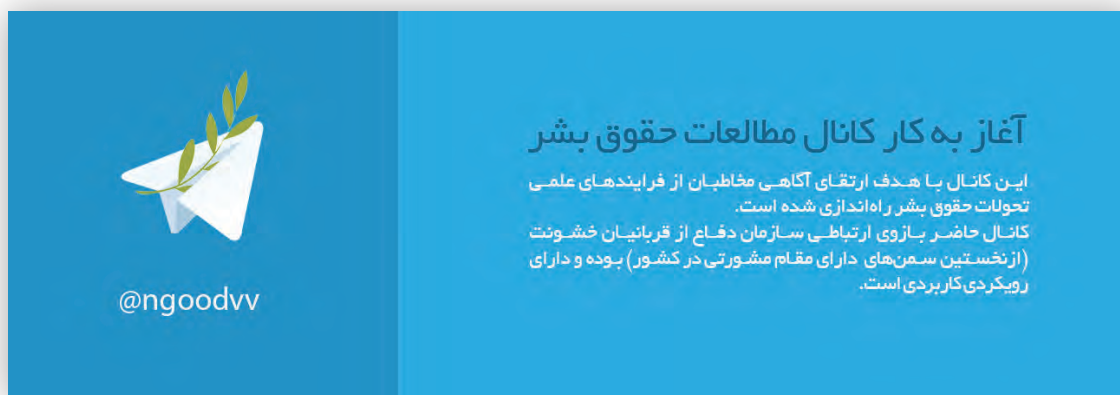 آغاز به کار کانال مطالعات حقوق بشر
این کانال با هدف ارتقای آگاهی مخاطبان از فرایندهای علمی
تحولات حقوق بشر راه‌اندازی شده است.
کانال حاضر بازوی ارتباطی سازمان دفاع از قربانیان خشونت
(ازنخستین سمن‌های دارای مقام مشورتی در کشور) بوده و دارای
رویکردی کاربردی است.
@ngoodvv